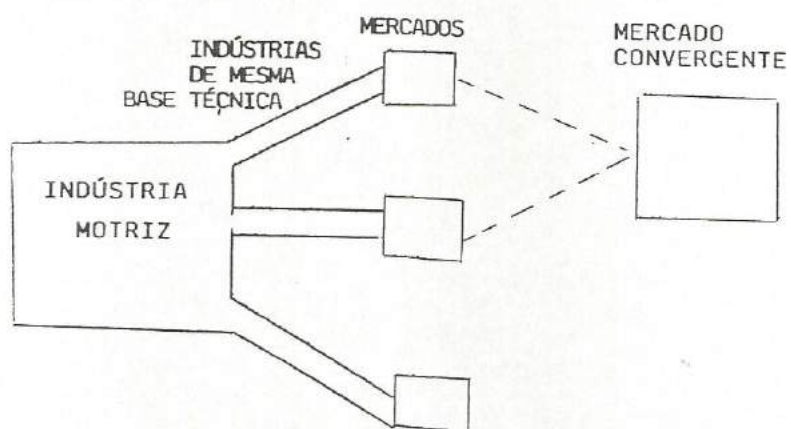 MERCADOS
MERCADO
CONVERGENTE
INDÚSTRIAS
DE MESMA
BASE TÉCNICA
INDÚSTRIA
MOTRIZ